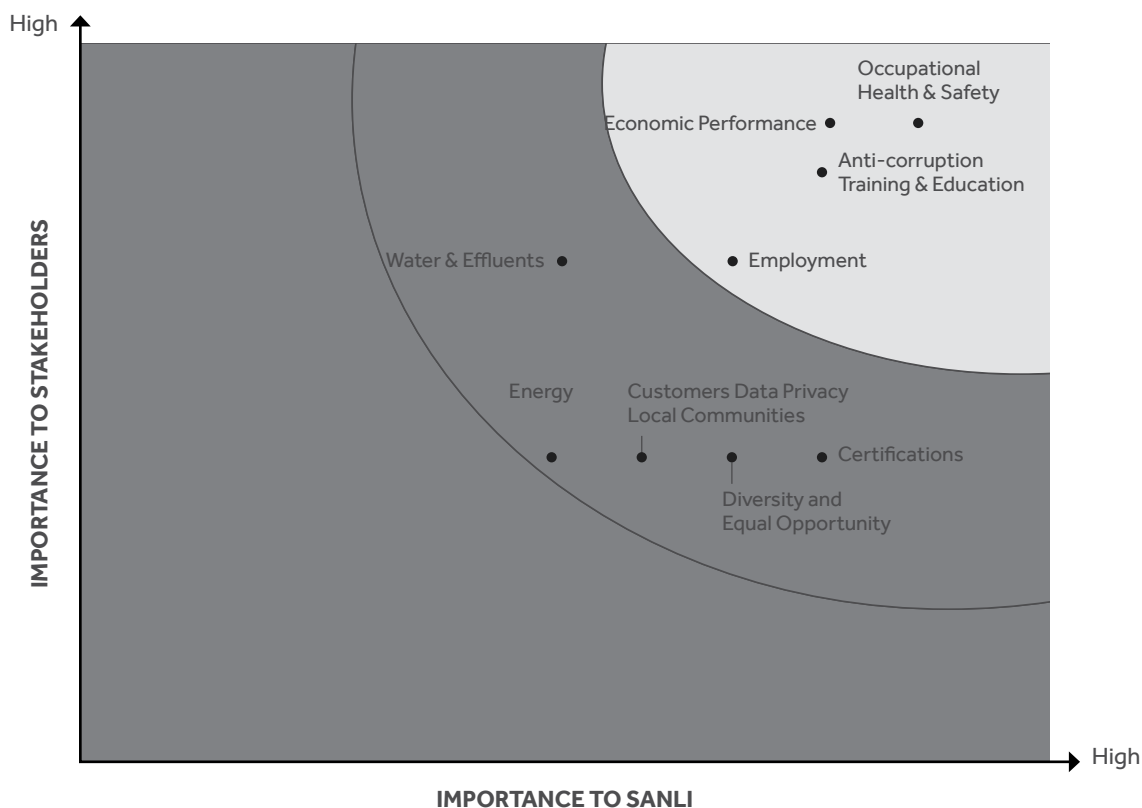 High
Occupational
Health & Safety
Economic Performance
Anti-corruption
Training & Education
Water & Effluents
Employment
Energy
Customers Data Privacy
Local Communities
Certifications
Diversity and
Equal Opportunity
IMPORTANCE TO STAKEHOLDERS
High
IMPORTANCE TO SANLI